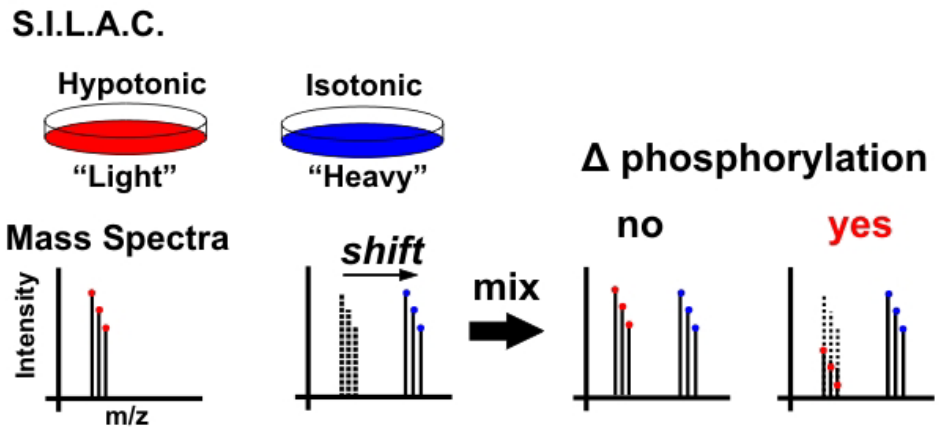 S.I.L.A.C.
Hypotonic
Isotonic
“Light”
“Heavy”
Δ phosphorylation
no
yes
Mass Spectra
shift
mix
Intensity
m/z